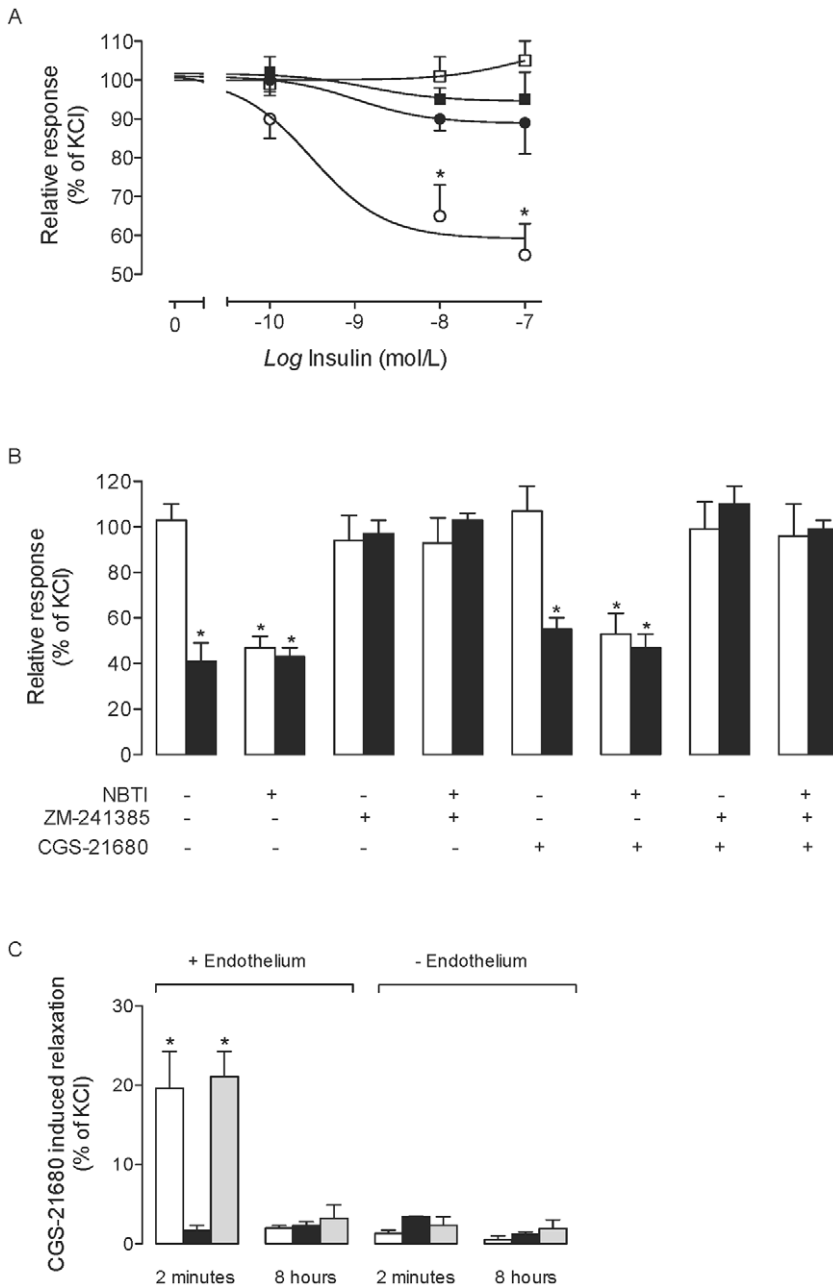 A
Relative response
(% of KCl)
110
100
90
80
70
60
50
*
*
0
-10
-9
-8
-7
Log Insulin (mol/L)
B
Relative response
(% of KCl)
120
100
80
60
40
20
0
* * * * * *
NBTI - + - + - + - +
ZM-241385 - - + + - - + +
CGS-21680 - - - - + + + +
C
+ Endothelium - Endothelium
CGS-21680 induced relaxation
(% of KCl)
30
20
10
0
* *
2 minutes 8 hours 2 minutes 8 hours